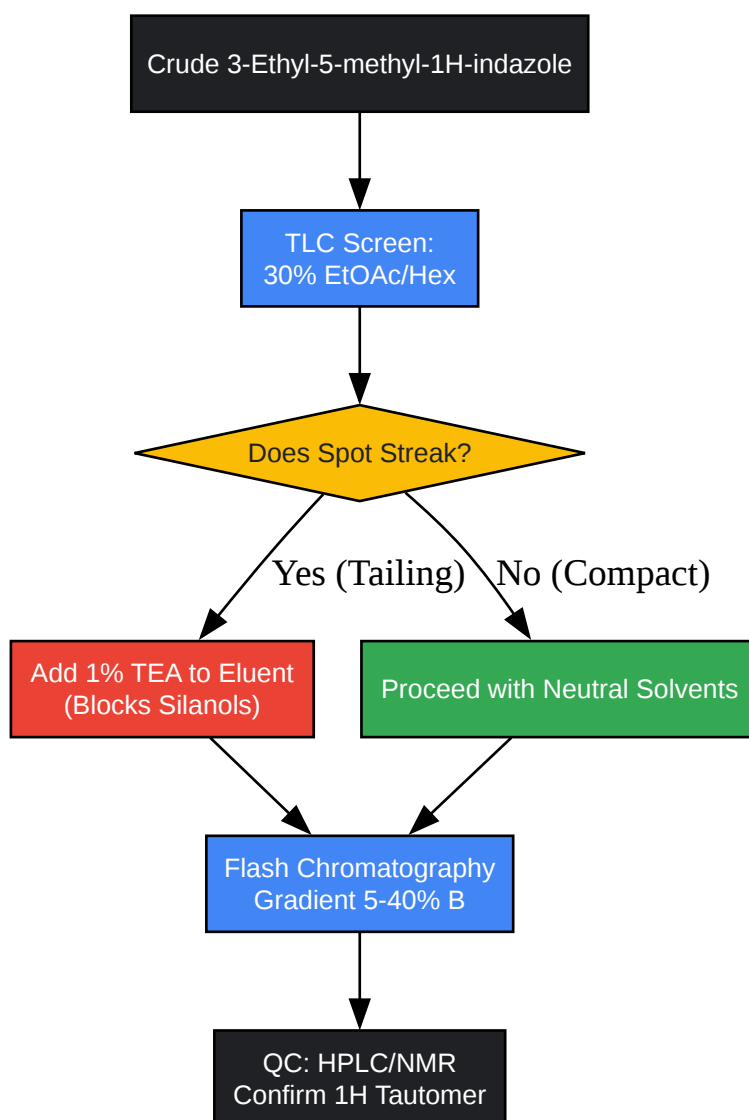 Crude 3-Ethyl-5-methyl-1H-indazole
TLC Screen:
30% EtOAc/Hex
Does Spot Streak?
Yes (Tailing)
No (Compact)
Add 1% TEA to Eluent
(Blocks Silanols)
Proceed with Neutral Solvents
Flash Chromatography
Gradient 5-40% B
QC: HPLC/NMR
Confirm 1H Tautomer